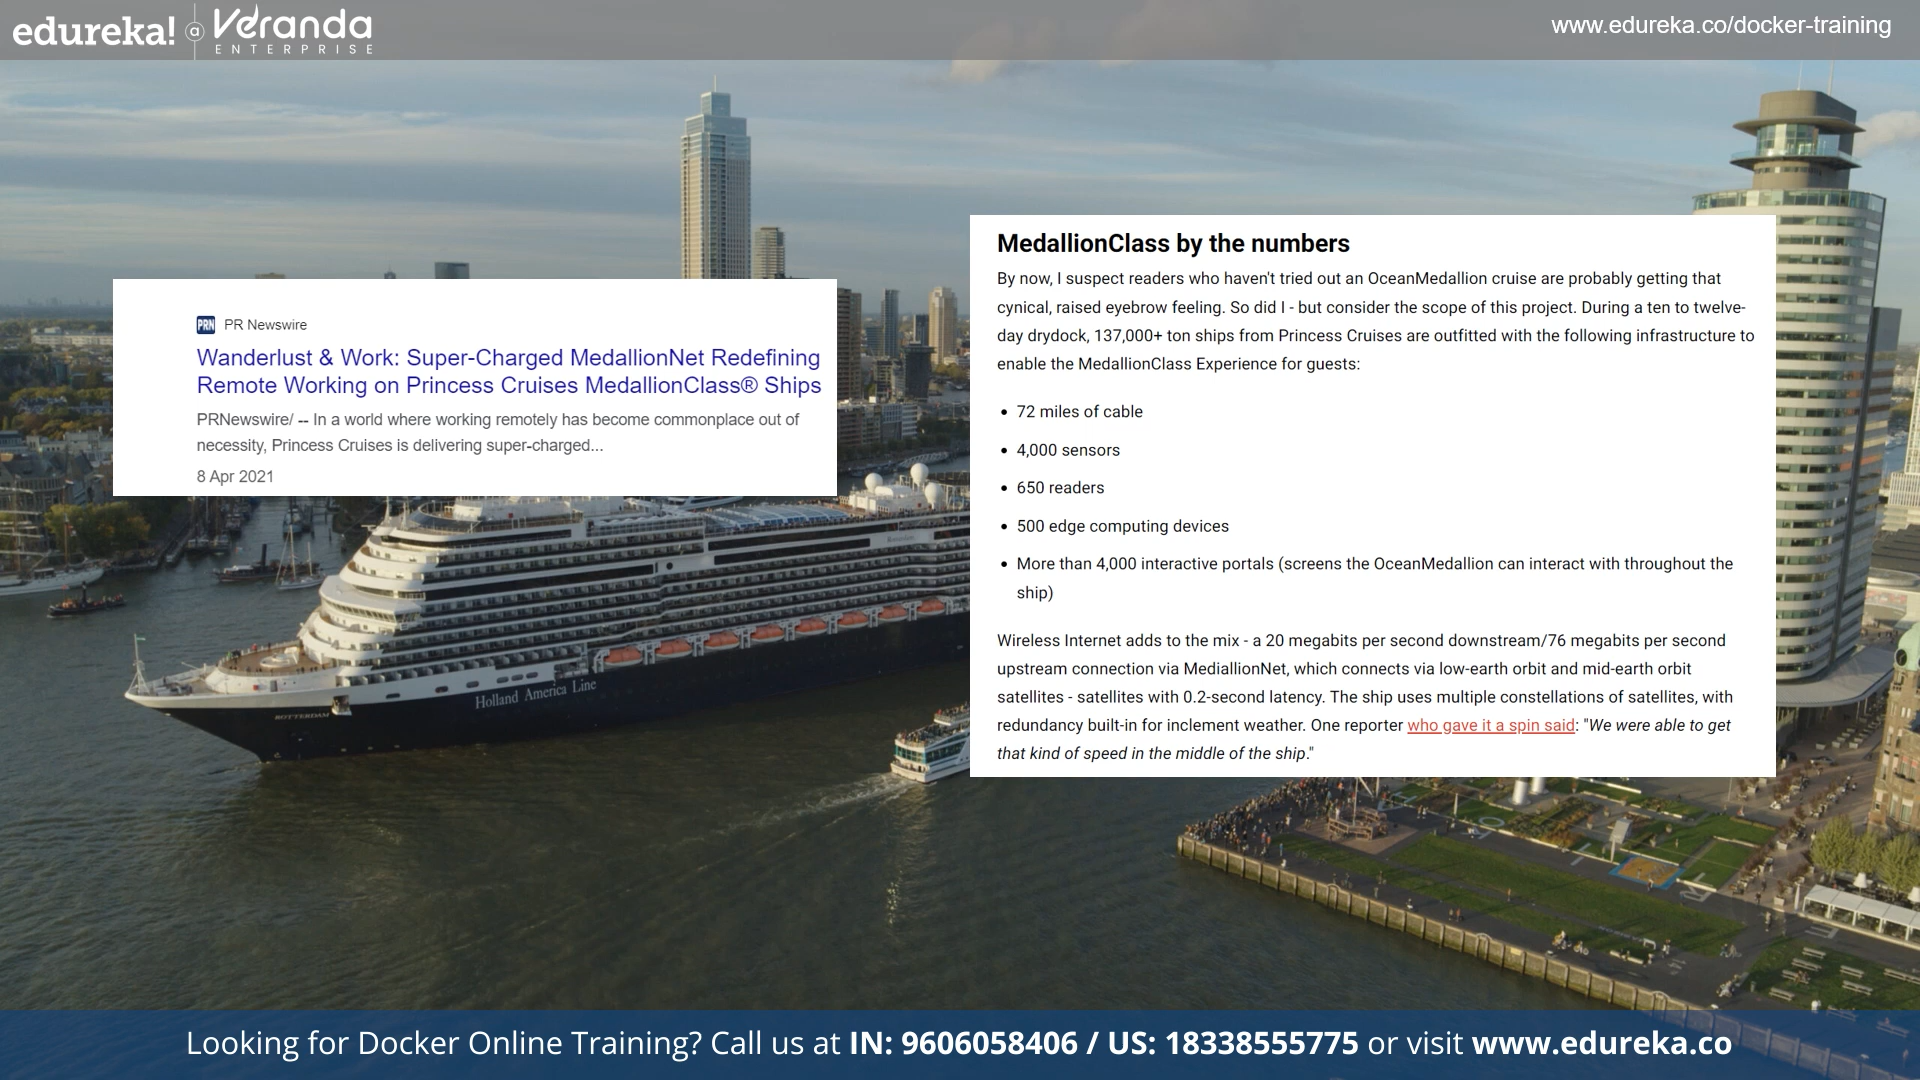 edureka! a Veranda
ENTERPRISE
www.edureka.co/docker-training
PRN PR Newswire
Wanderlust & Work: Super-Charged MedallionNet Redefining
Remote Working on Princess Cruises MedallionClass® Ships
PRNewswire/ -- In a world where working remotely has become commonplace out of
necessity, Princess Cruises is delivering super-charged...
8 Apr 2021
MedallionClass by the numbers
By now, I suspect readers who haven't tried out an OceanMedallion cruise are probably getting that
cynical, raised eyebrow feeling. So did I - but consider the scope of this project. During a ten to twelve-
day drydock, 137,000+ ton ships from Princess Cruises are outfitted with the following infrastructure to
enable the MedallionClass Experience for guests:
• 72 miles of cable
• 4,000 sensors
• 650 readers
• 500 edge computing devices
• More than 4,000 interactive portals (screens the OceanMedallion can interact with throughout the
ship)
Wireless Internet adds to the mix - a 20 megabits per second downstream/76 megabits per second
upstream connection via MediallionNet, which connects via low-earth orbit and mid-earth orbit
satellites - satellites with 0.2-second latency. The ship uses multiple constellations of satellites, with
redundancy built-in for inclement weather. One reporter who gave it a spin said: "We were able to get
that kind of speed in the middle of the ship."
Holland America Line
ROTTERDAM
Looking for Docker Online Training? Call us at IN: 9606058406 / US: 18338555775 or visit www.edureka.co